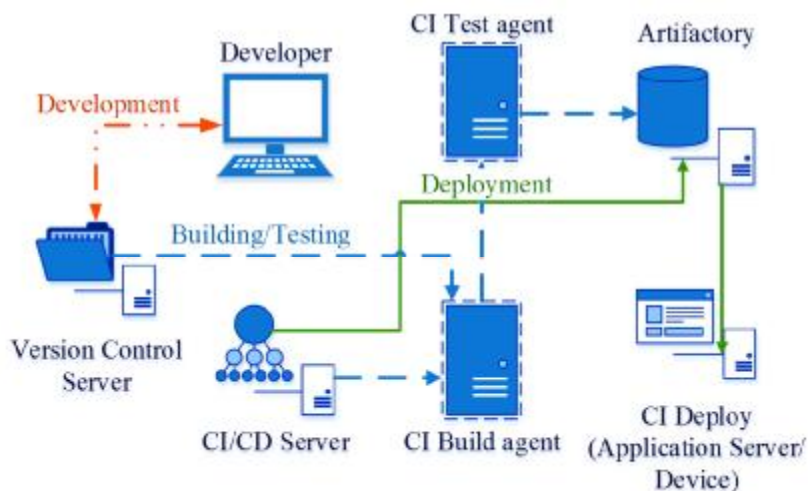 CI Test agent
Artifactory
Developer
Development
Deployment
Building/Testing
Version Control
Server
CI/CD Server
CI Build agent
CI Deploy
(Application Server/
Device)